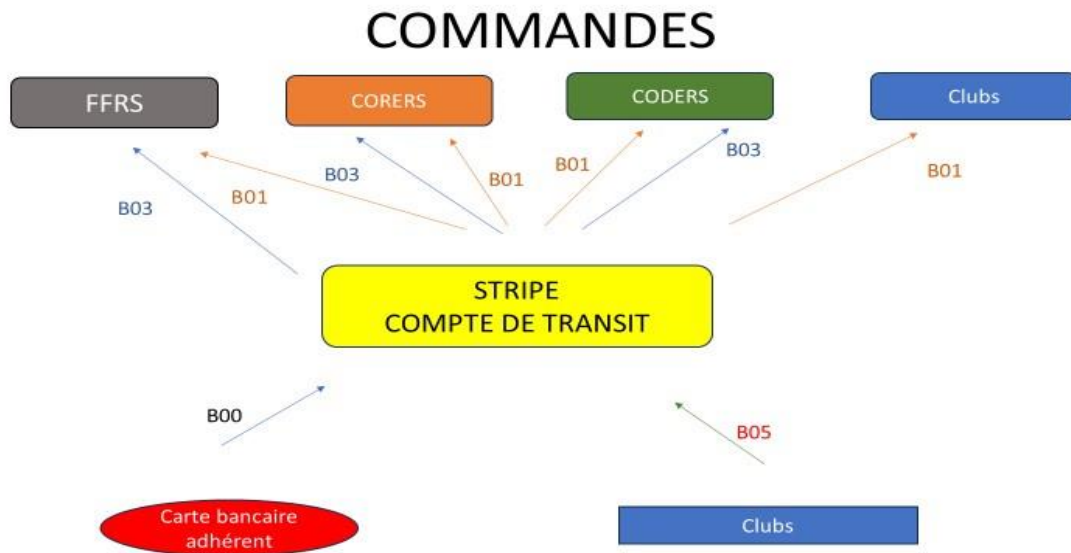 COMMANDES
FFRS
CORERS
CODERS
Clubs
B03
B01
B03
B01
B01
B03
B01
STRIPE
COMPTE DE TRANSIT
B00
B05
Carte bancaire
adhérent
Clubs